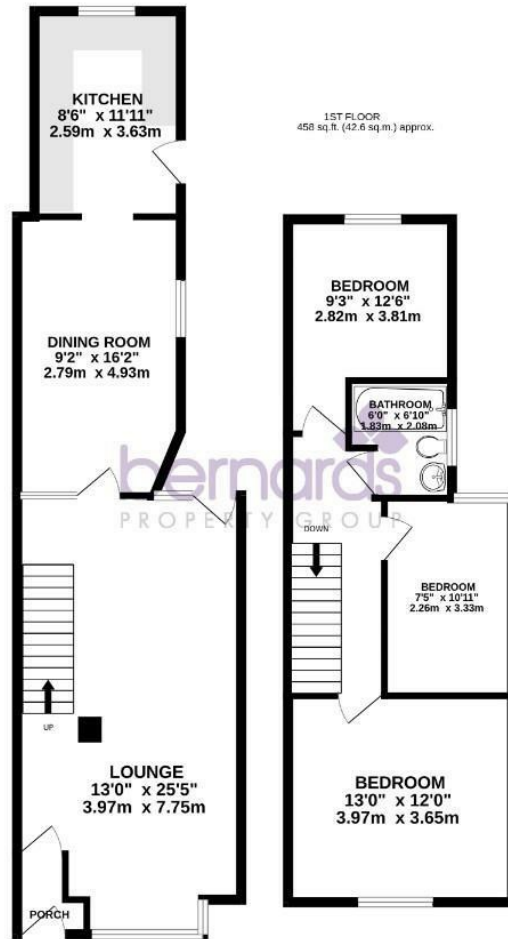 KITCHEN
8'6" x 11'11"
2.59m x 3.63m
DINING ROOM
9'2" x 16'2"
2.79m x 4.93m
UP
LOUNGE
13'0" x 25'5"
3.97m x 7.75m
PORCH
1ST FLOOR
458 sq.ft. (42.6 sq.m.) approx.
BEDROOM
9'3" x 12'6"
2.82m x 3.81m
BATHROOM
6'0" x 6'10"
1.83m x 2.08m
DOWN
BEDROOM
7'5" x 10'11"
2.26m x 3.33m
BEDROOM
13'0" x 12'0"
3.97m x 3.65m
bernards
PROPERTY GROUP